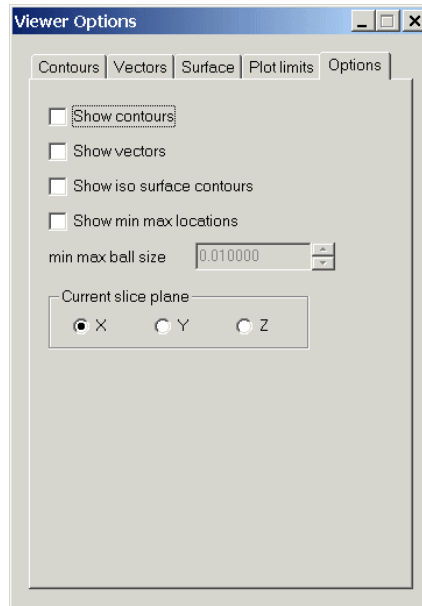 Viewer Options
Contours Vectors Surface Plot limits Options
Show contours
Show vectors
Show iso surface contours
Show min max locations
min max ball size 0.010000
Current slice plane
X Y Z